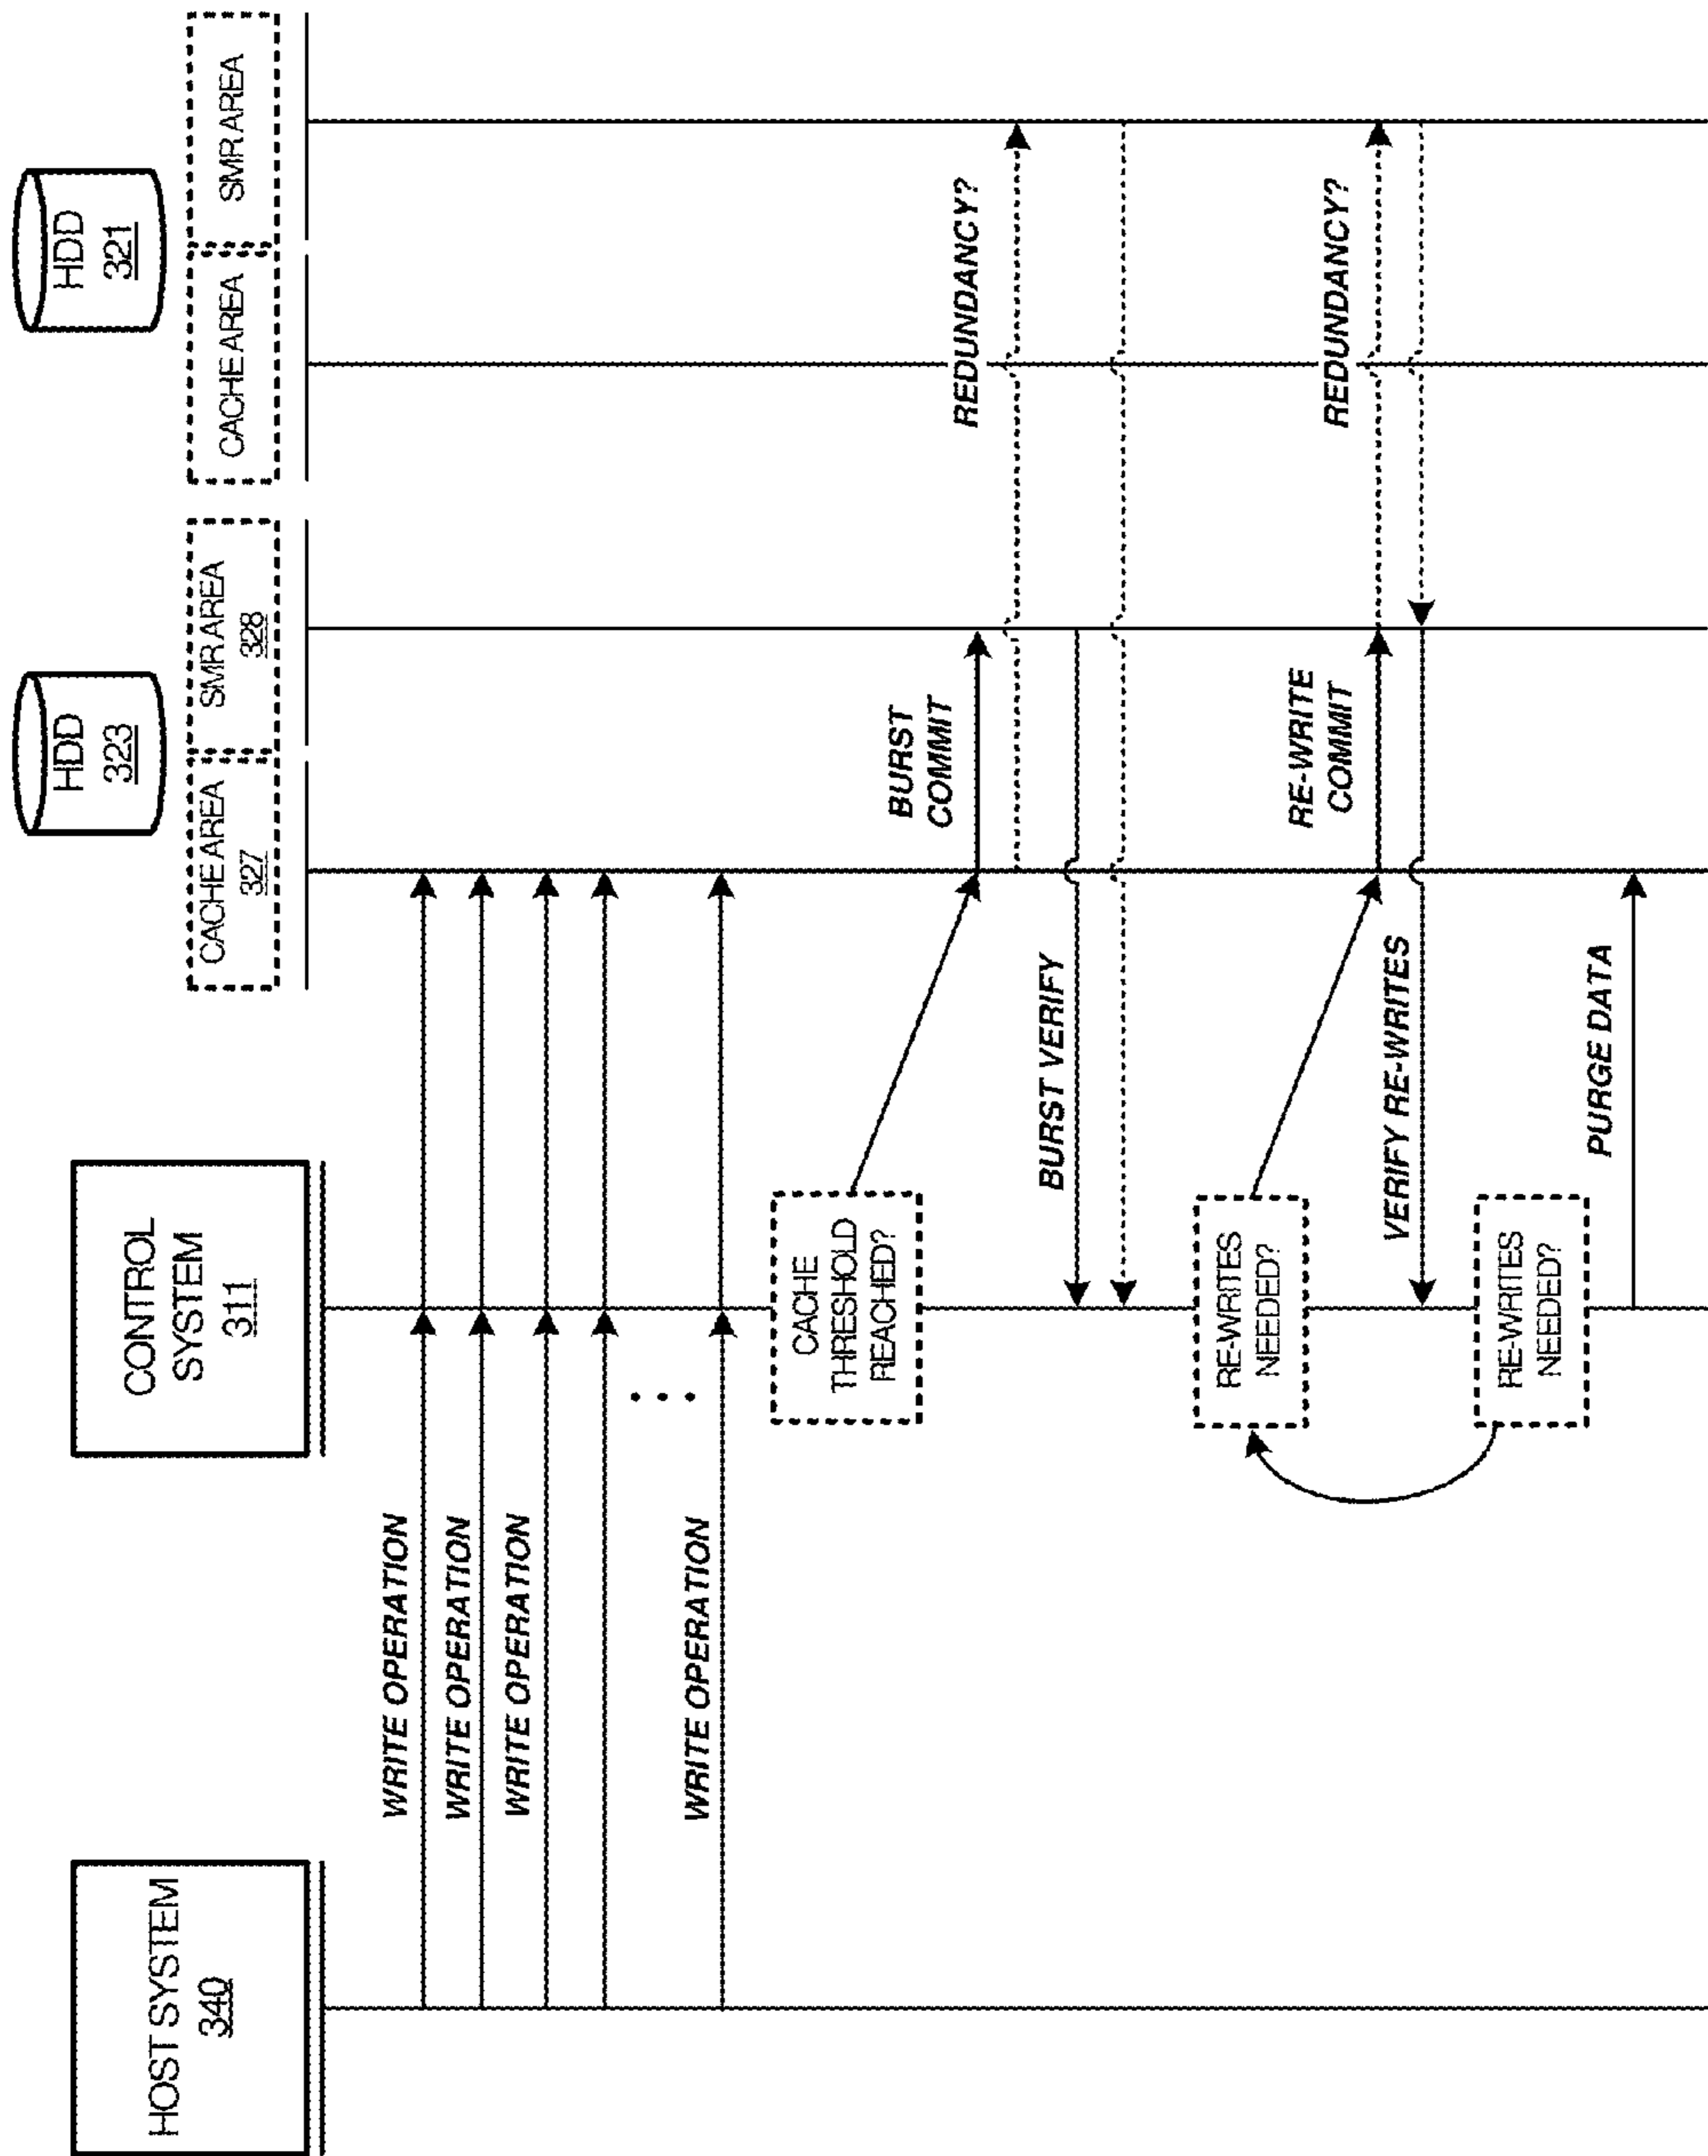 HOST SYSTEM
340
CONTROL
SYSTEM
311
HDD
323
HDD
321
CACHE AREA
327
SMR AREA
328
CACHE AREA
SMR AREA
WRITE OPERATION
WRITE OPERATION
WRITE OPERATION
...
WRITE OPERATION
CACHE
THRESHOLD
REACHED?
BURST
COMMIT
REDUNDANCY?
BURST VERIFY
RE-WRITES
NEEDED?
RE-WRITE
COMMIT
REDUNDANCY?
VERIFY RE-WRITES
RE-WRITES
NEEDED?
PURGE DATA